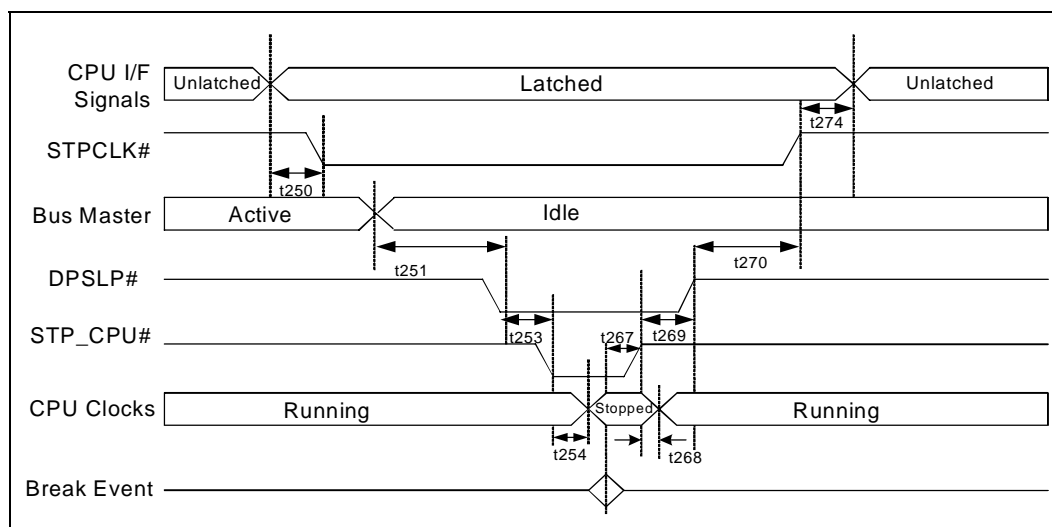 CPU I/F
Signals
Unlatched
Latched
Unlatched
t274
STPCLK#
t250
Bus Master
Active
Idle
t251
t270
DPSLP#
STP_CPU#
t253
t267
t269
CPU Clocks
Running
Stopped
Running
t254
t268
Break Event